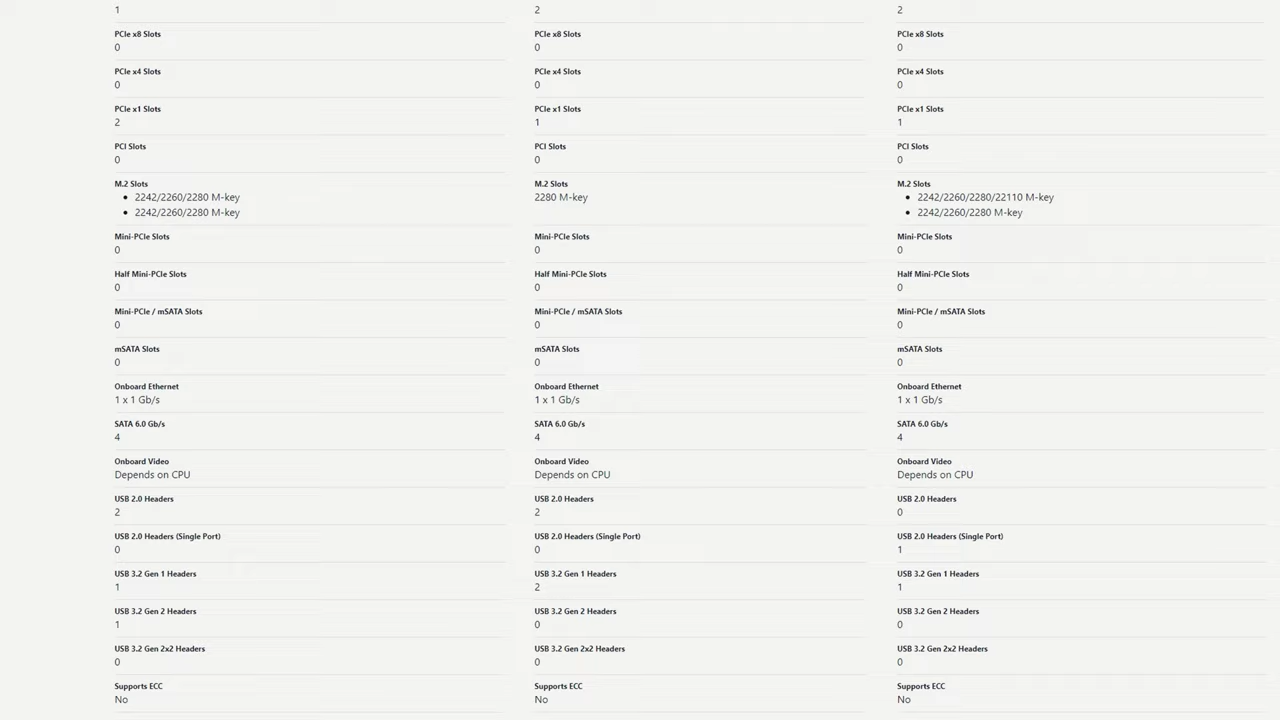 1
PCIe x8 Slots
0
PCIe x4 Slots
0
PCIe x1 Slots
2
PCI Slots
0
M.2 Slots
• 2242/2260/2280 M-key
• 2242/2260/2280 M-key
Mini-PCIe Slots
0
Half Mini-PCIe Slots
0
Mini-PCIe / mSATA Slots
0
mSATA Slots
0
Onboard Ethernet
1 x 1 Gb/s
SATA 6.0 Gb/s
4
Onboard Video
Depends on CPU
USB 2.0 Headers
2
USB 2.0 Headers (Single Port)
0
USB 3.2 Gen 1 Headers
1
USB 3.2 Gen 2 Headers
1
USB 3.2 Gen 2x2 Headers
0
Supports ECC
No
2
PCIe x8 Slots
0
PCIe x4 Slots
0
PCIe x1 Slots
1
PCI Slots
0
M.2 Slots
2280 M-key
Mini-PCIe Slots
0
Half Mini-PCIe Slots
0
Mini-PCIe / mSATA Slots
0
mSATA Slots
0
Onboard Ethernet
1 x 1 Gb/s
SATA 6.0 Gb/s
4
Onboard Video
Depends on CPU
USB 2.0 Headers
2
USB 2.0 Headers (Single Port)
0
USB 3.2 Gen 1 Headers
2
USB 3.2 Gen 2 Headers
0
USB 3.2 Gen 2x2 Headers
0
Supports ECC
No
2
PCIe x8 Slots
0
PCIe x4 Slots
0
PCIe x1 Slots
1
PCI Slots
0
M.2 Slots
• 2242/2260/2280/22110 M-key
• 2242/2260/2280 M-key
Mini-PCIe Slots
0
Half Mini-PCIe Slots
0
Mini-PCIe / mSATA Slots
0
mSATA Slots
0
Onboard Ethernet
1 x 1 Gb/s
SATA 6.0 Gb/s
4
Onboard Video
Depends on CPU
USB 2.0 Headers
0
USB 2.0 Headers (Single Port)
1
USB 3.2 Gen 1 Headers
1
USB 3.2 Gen 2 Headers
0
USB 3.2 Gen 2x2 Headers
0
Supports ECC
No